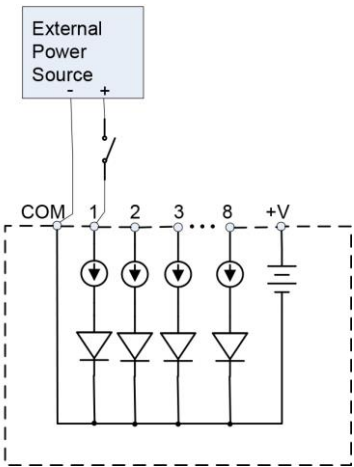 External
Power
Source
- +
COM 1 2 3 ••• 8 +V